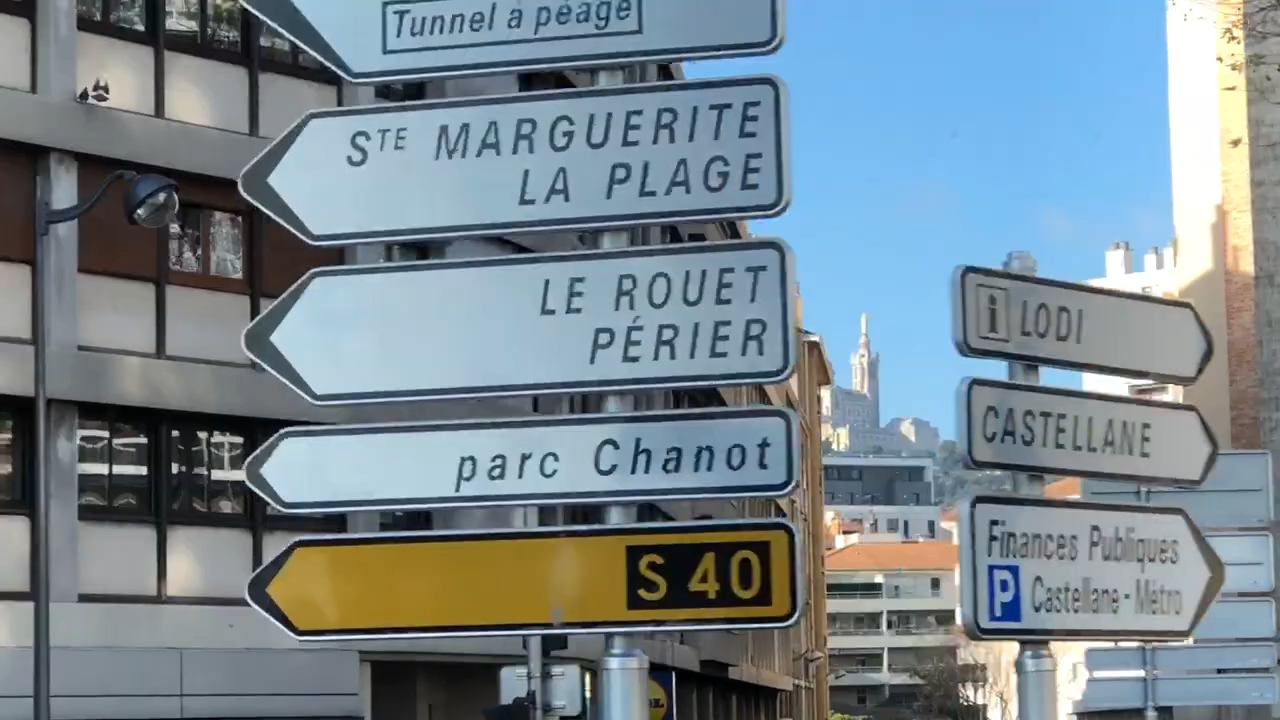 Tunnel à péage
STE MARGUERITE
LA PLAGE
LE ROUET
PÉRIER
parc Chanot
S 40
i LODI
CASTELLANE
Finances Publiques
P Castellane-Métro